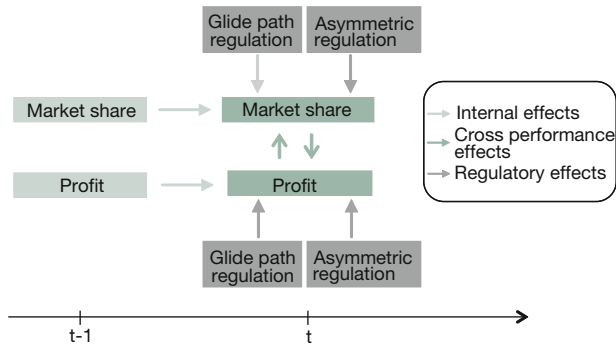 Glide path
regulation
Asymmetric
regulation
Market share
Market share
Profit
Profit
Glide path
regulation
Asymmetric
regulation
Internal effects
Cross performance
effects
Regulatory effects
t-1
t